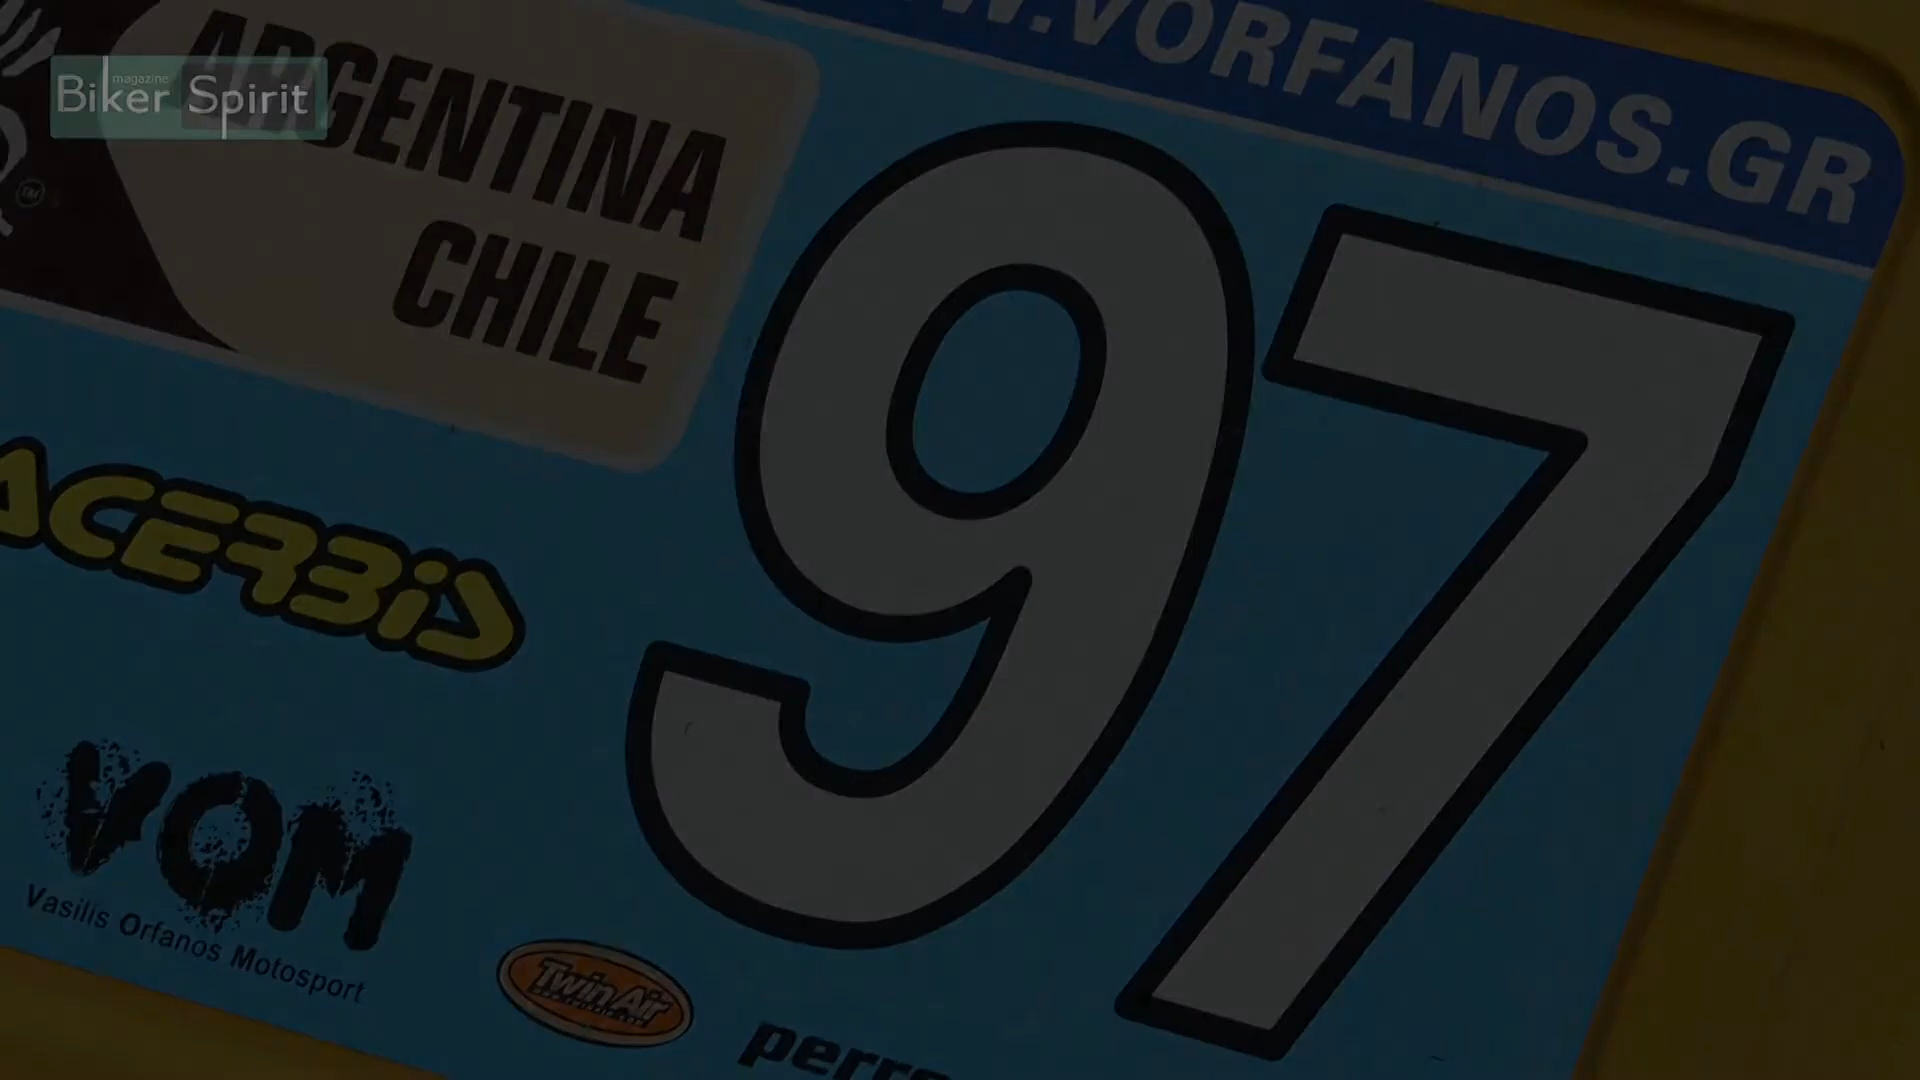 magazine
Biker Spirit
ARGENTINA
CHILE
.VORFANOS.GR
97
ACERBIS
VOM
Vasilis Orfanos Motosport
Twin Air